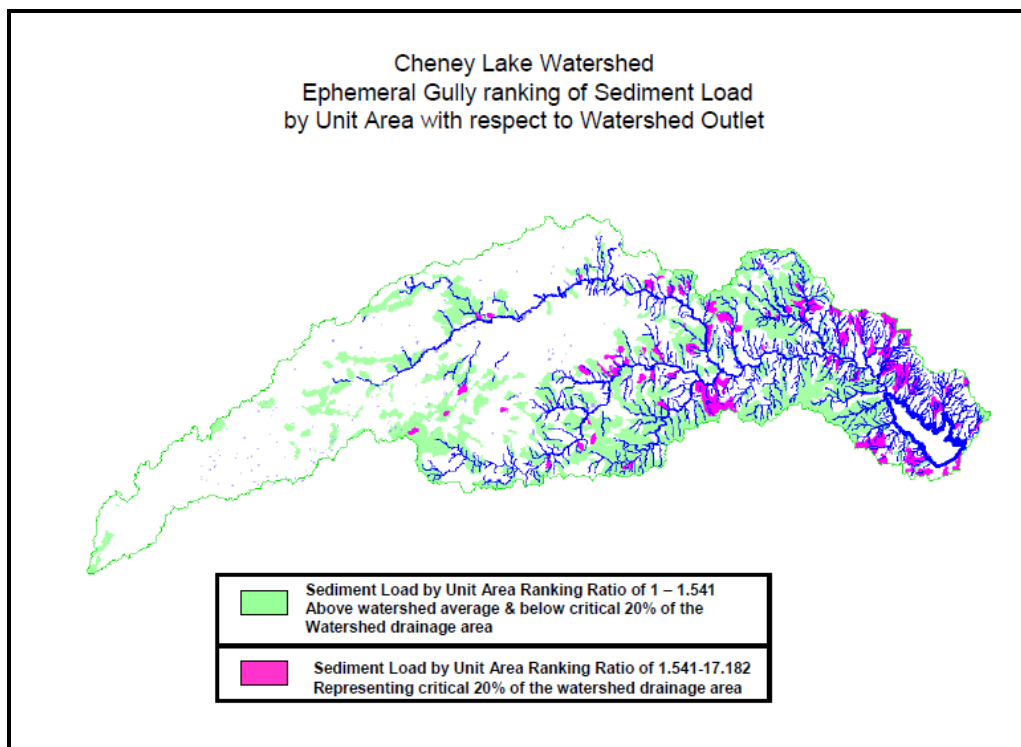 Cheney Lake Watershed
Ephemeral Gully ranking of Sediment Load
by Unit Area with respect to Watershed Outlet
Sediment Load by Unit Area Ranking Ratio of 1 – 1.541
Above watershed average & below critical 20% of the
Watershed drainage area
Sediment Load by Unit Area Ranking Ratio of 1.541-17.182
Representing critical 20% of the watershed drainage area